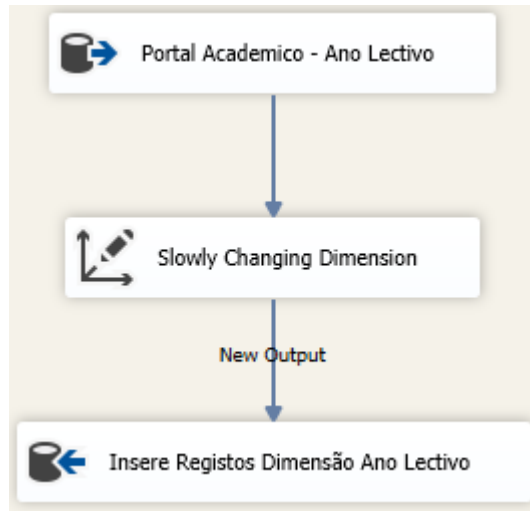 Portal Academico - Ano Lectivo
Slowly Changing Dimension
New Output
Insere Registos Dimensão Ano Lectivo